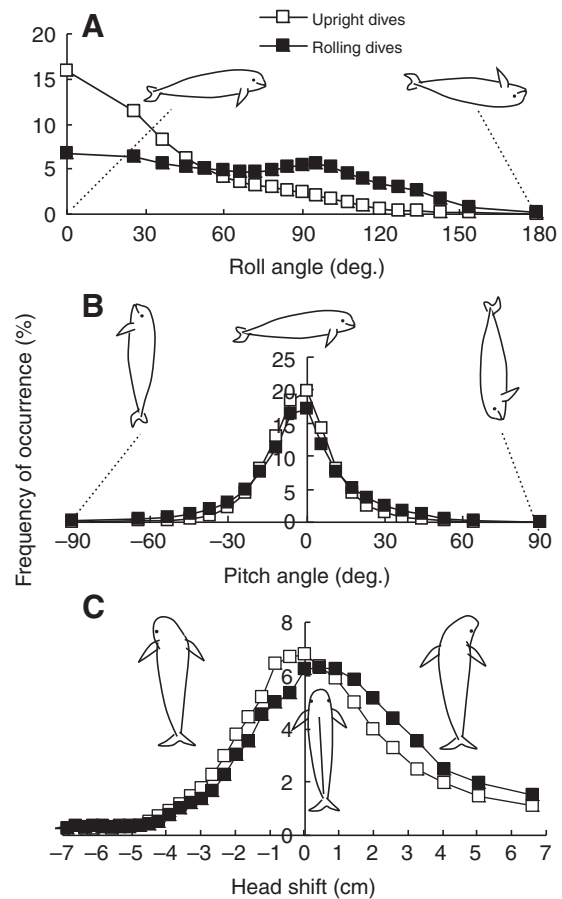 A
Upright dives
Rolling dives
20
15
10
5
0
0 30 60 90 120 150 180
Roll angle (deg.)
Frequency of occurrence (%)
B
25
20
15
10
5
0
–90 –60 –30 0 30 60 90
Pitch angle (deg.)
C
8
6
4
2
0
–7 –6 –5 –4 –3 –2 –1 0 1 2 3 4 5 6 7
Head shift (cm)